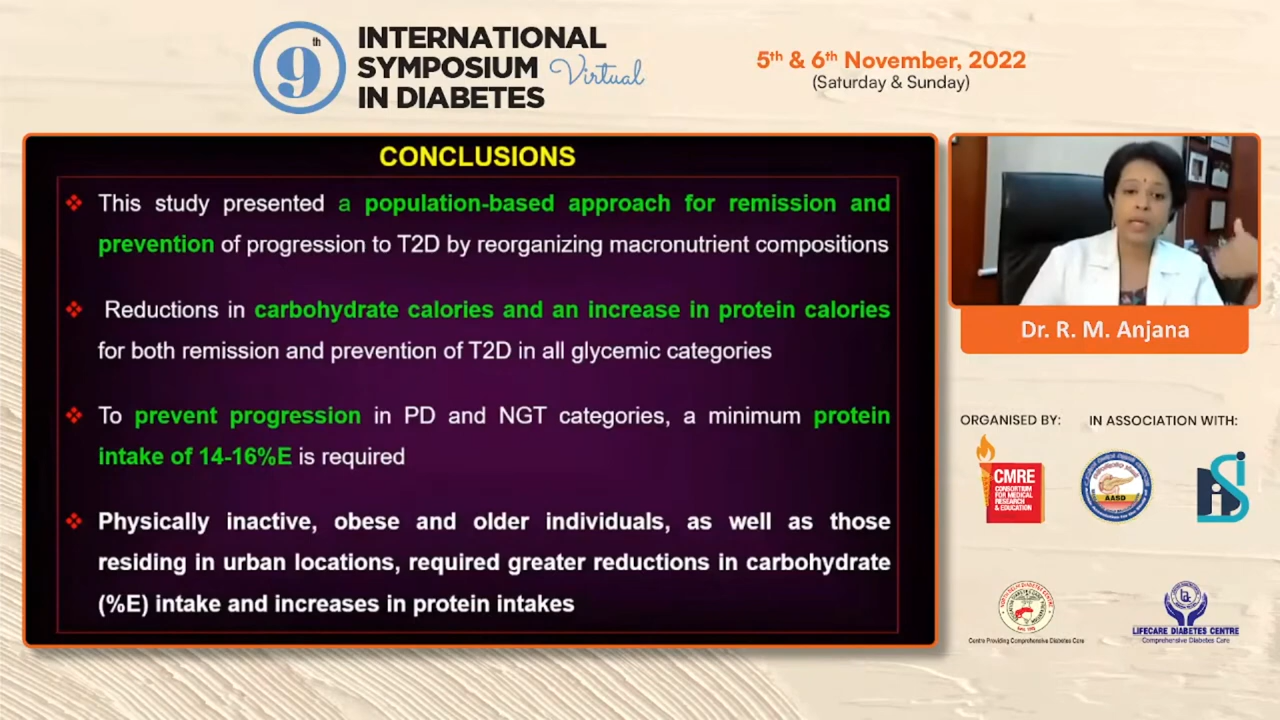 9th
INTERNATIONAL
SYMPOSIUM Virtual
IN DIABETES
5th & 6th November, 2022
(Saturday & Sunday)
CONCLUSIONS
This study presented a population-based approach for remission and
prevention of progression to T2D by reorganizing macronutrient compositions
Reductions in carbohydrate calories and an increase in protein calories
for both remission and prevention of T2D in all glycemic categories
To prevent progression in PD and NGT categories, a minimum protein
intake of 14-16%E is required
Physically inactive, obese and older individuals, as well as those
residing in urban locations, required greater reductions in carbohydrate
(%E) intake and increases in protein intakes
Dr. R. M. Anjana
ORGANISED BY:
IN ASSOCIATION WITH:
CMRE
CONSORTIUM
FOR MEDICAL
RESEARCH
& EDUCATION
AASD
Centre Providing Comprehensive Diabetes Care
LIFECARE DIABETES CENTRE
Comprehensive Diabetes Care